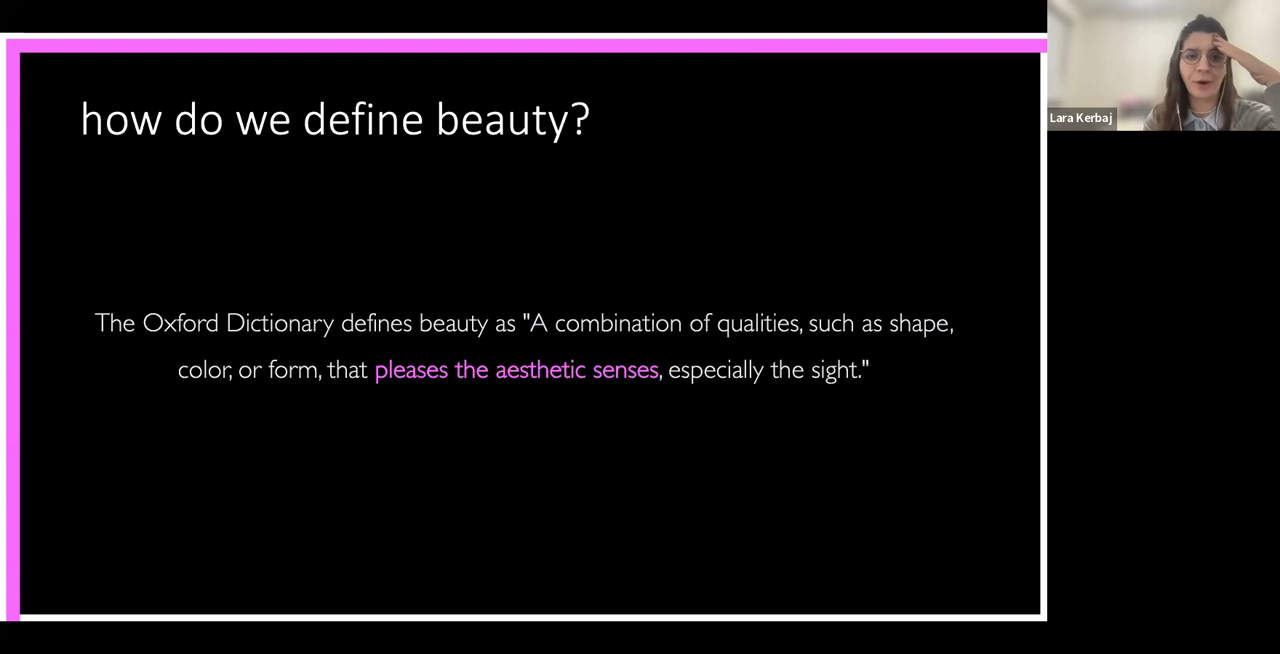 how do we define beauty?
The Oxford Dictionary defines beauty as "A combination of qualities, such as shape,
color, or form, that pleases the aesthetic senses, especially the sight."
Lara Kerbaj